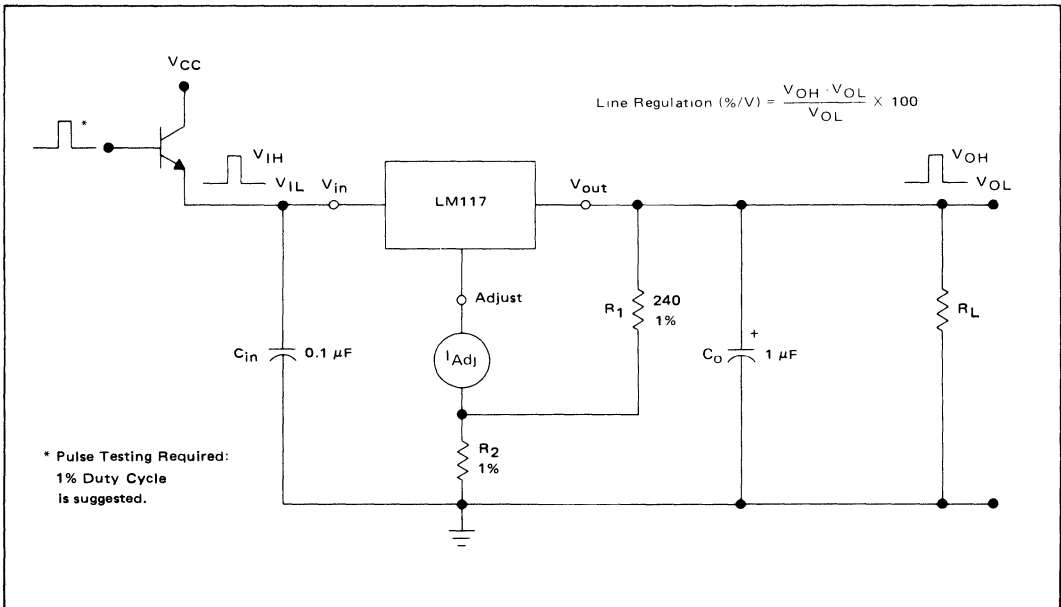 VCC
*
VIH
VIL
Vin
LM117
Vout
Line Regulation (%/V) = VOH - VOL / VOL X 100
VOH
VOL
Adjust
R1
240
1%
RL
Cin
0.1 µF
IAdj
+
Co
1 µF
R2
1%
* Pulse Testing Required:
1% Duty Cycle
is suggested.